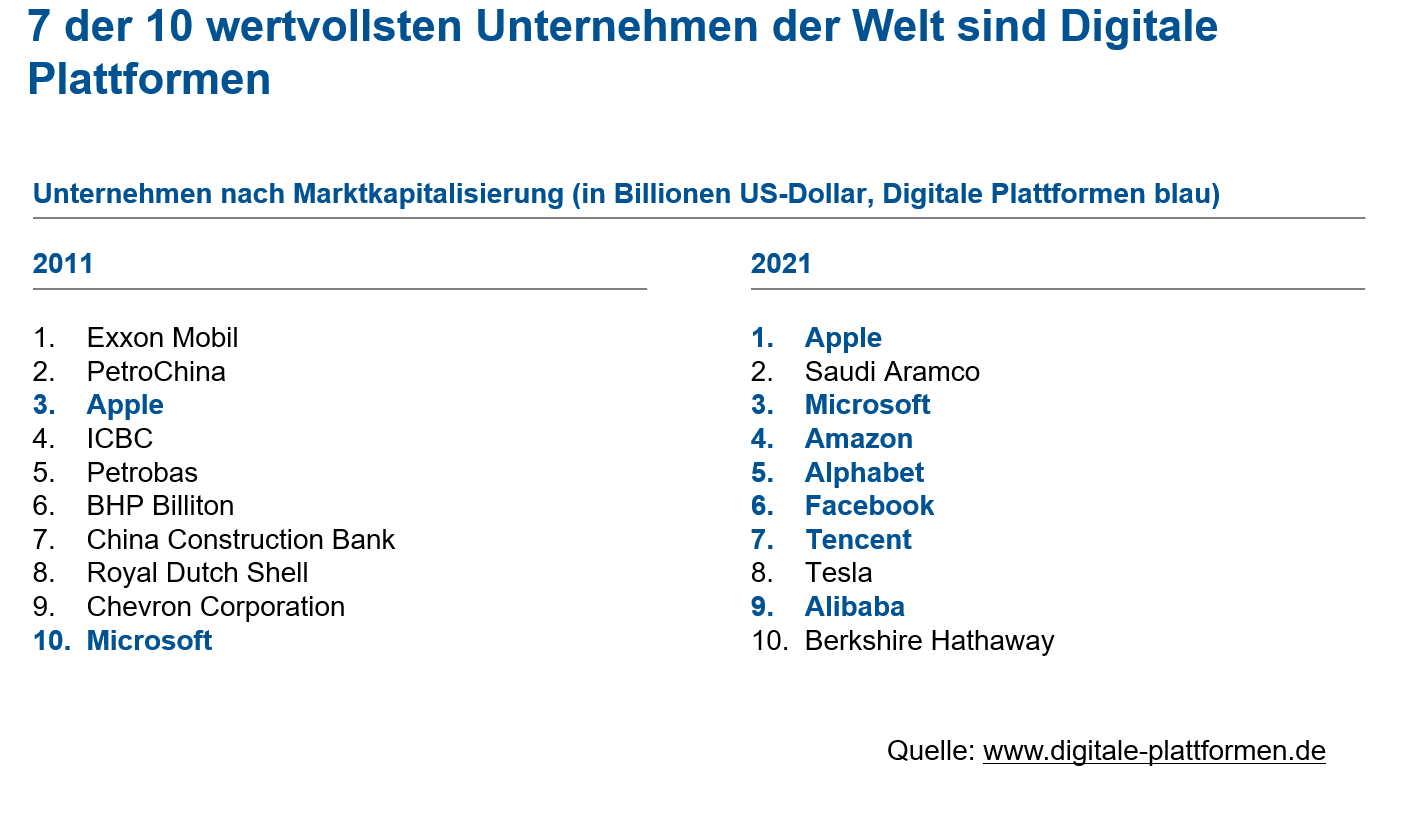 7 der 10 wertvollsten Unternehmen der Welt sind Digitale
Plattformen
Unternehmen nach Marktkapitalisierung (in Billionen US-Dollar, Digitale Plattformen blau)
2011
1. Exxon Mobil
2. PetroChina
3. Apple
4. ICBC
5. Petrobas
6. BHP Billiton
7. China Construction Bank
8. Royal Dutch Shell
9. Chevron Corporation
10. Microsoft
2021
1. Apple
2. Saudi Aramco
3. Microsoft
4. Amazon
5. Alphabet
6. Facebook
7. Tencent
8. Tesla
9. Alibaba
10. Berkshire Hathaway
Quelle: www.digitale-plattformen.de